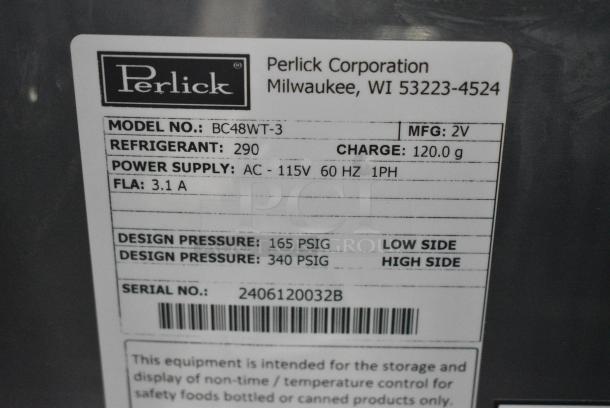 Perlick®
Perlick Corporation
Milwaukee, WI 53223-4524
MODEL NO.: BC48WT-3 MFG: 2V
REFRIGERANT: 290 CHARGE: 120.0 g
POWER SUPPLY: AC - 115V 60 HZ 1PH
FLA: 3.1 A
PCI
DESIGN PRESSURE: 165 PSIG LOW SIDE
DESIGN PRESSURE: 340 PSIG HIGH SIDE
SERIAL NO.: 2406120032B
This equipment is intended for the storage and
display of non-time / temperature control for
safety foods bottled or canned products only.